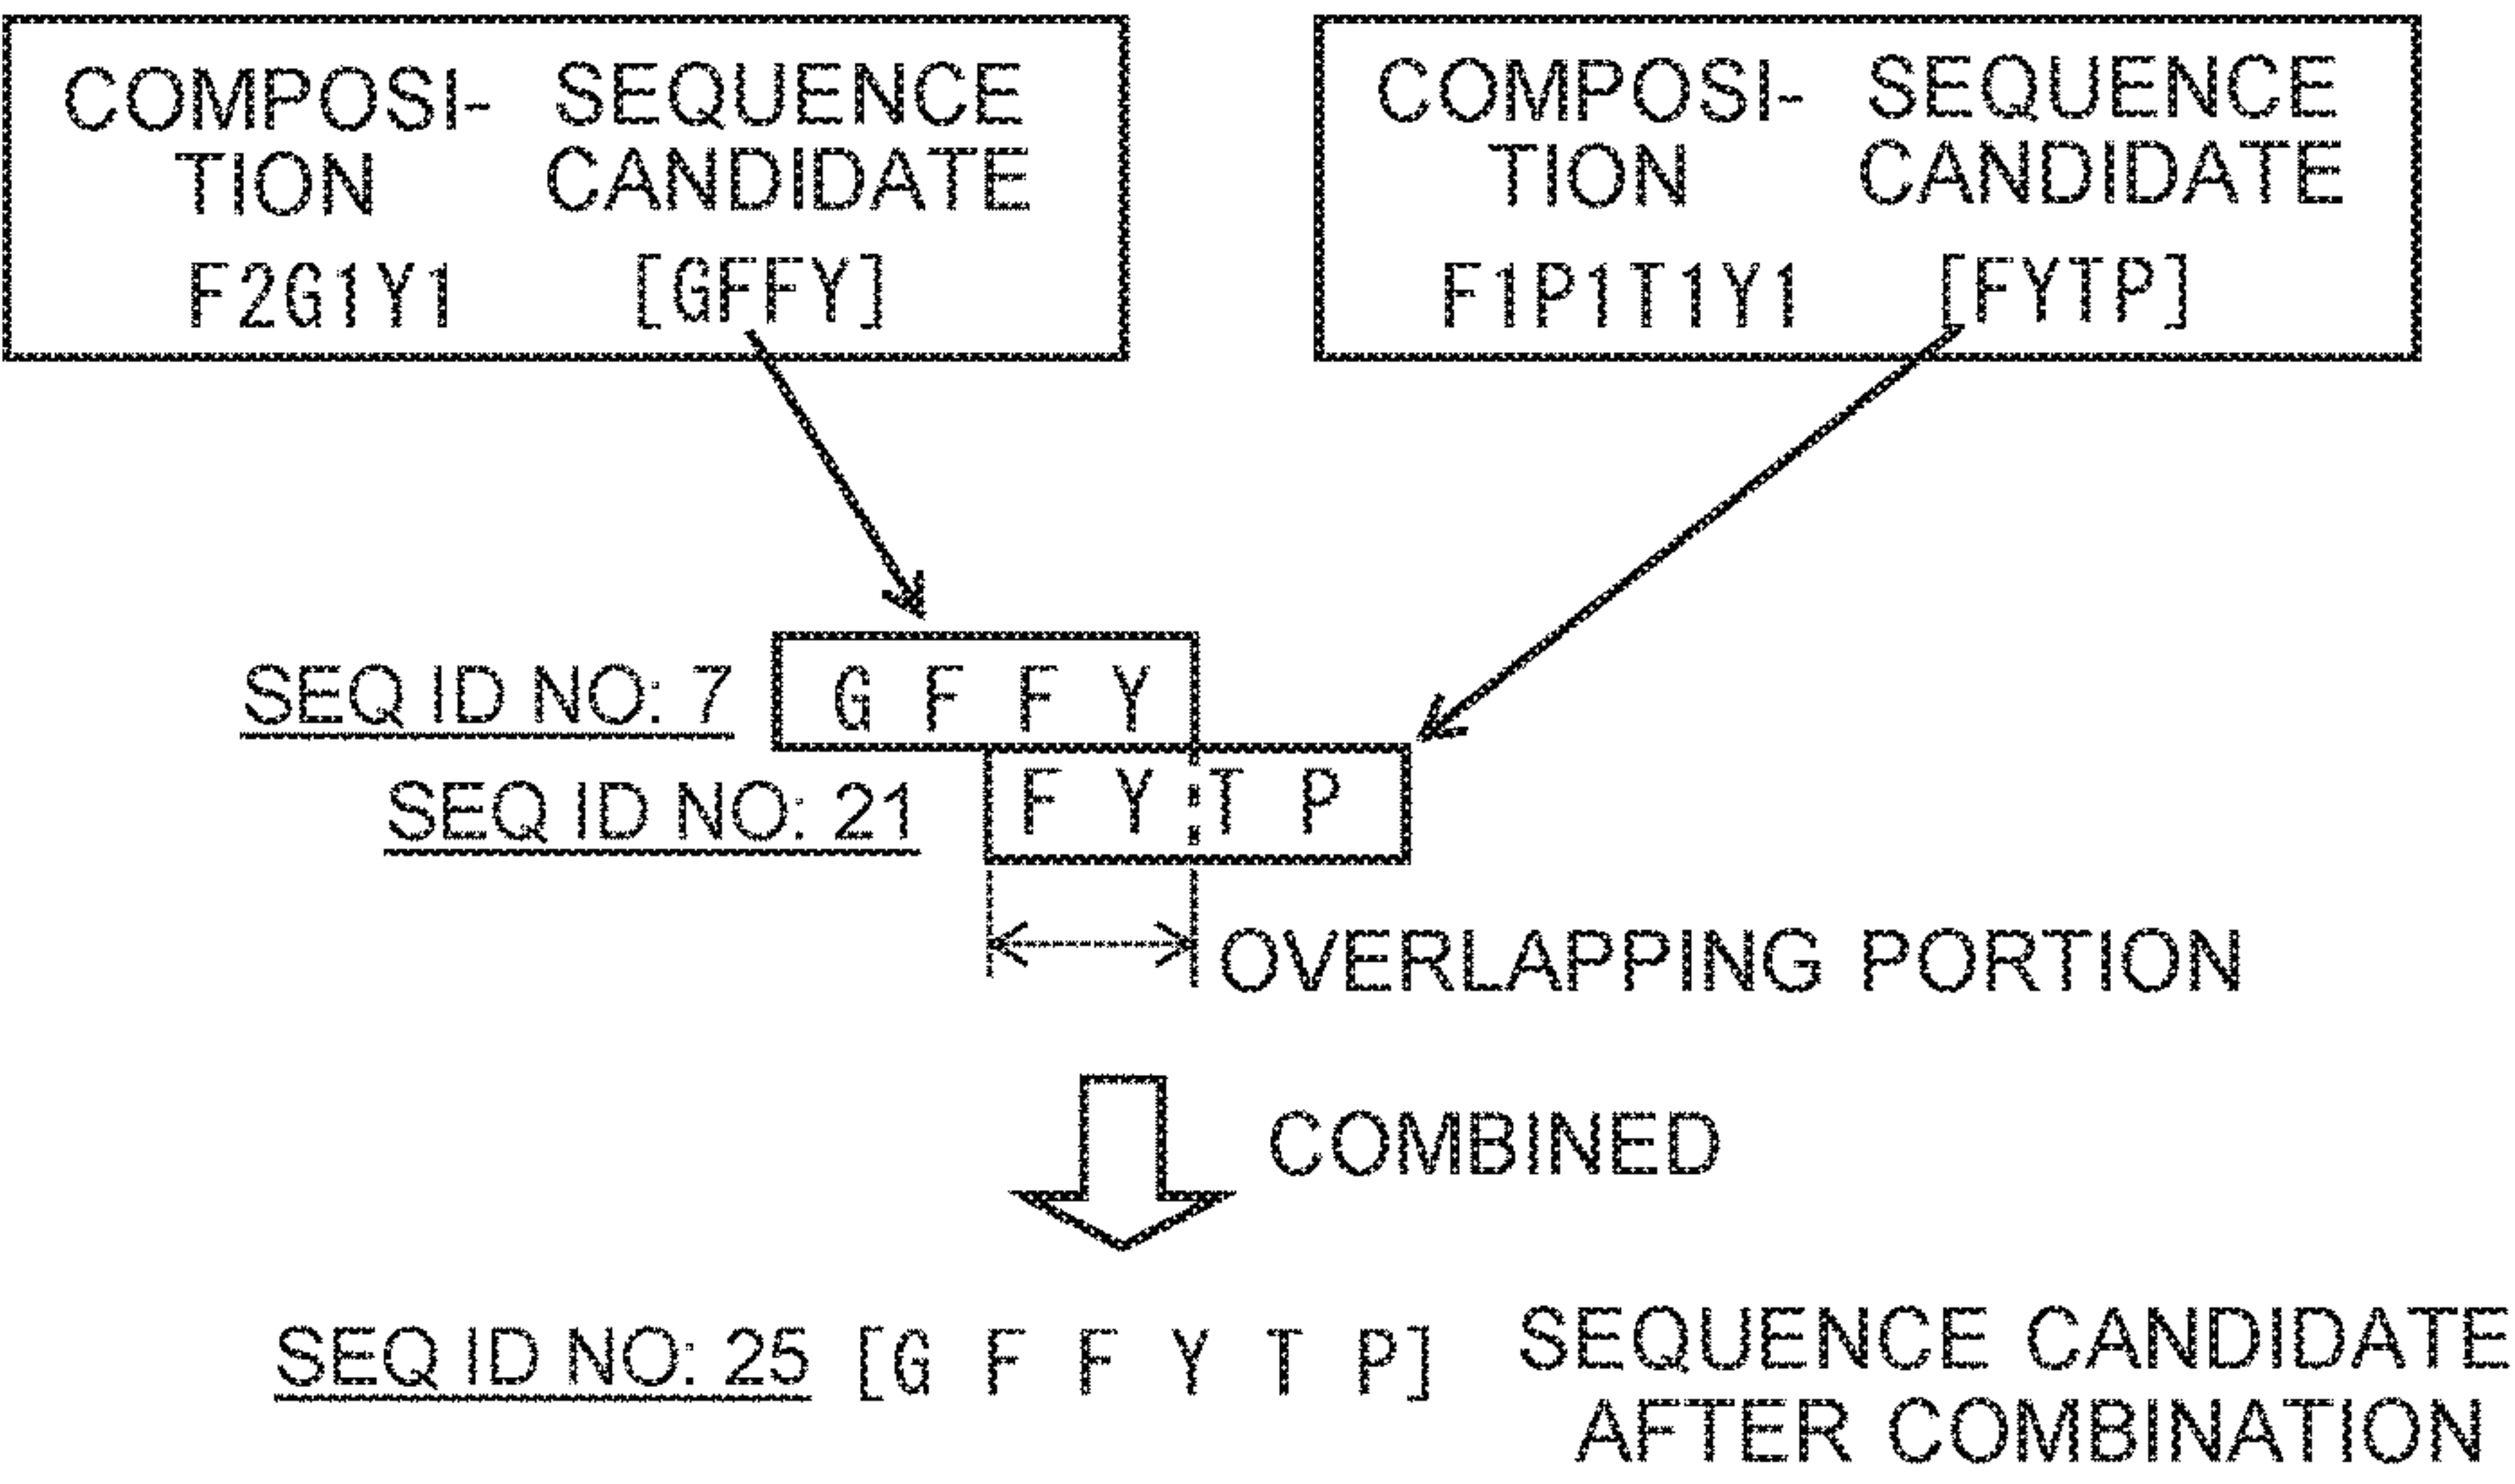 COMPOSI- SEQUENCE
TION CANDIDATE
F2G1Y1 [GFFY]
COMPOSI- SEQUENCE
TION CANDIDATE
F1P1T1Y1 [FYTP]
SEQ ID NO: 7 G F F Y
SEQ ID NO: 21 F Y T P
OVERLAPPING PORTION
COMBINED
SEQ ID NO: 25 [G F F Y T P] SEQUENCE CANDIDATE
AFTER COMBINATION